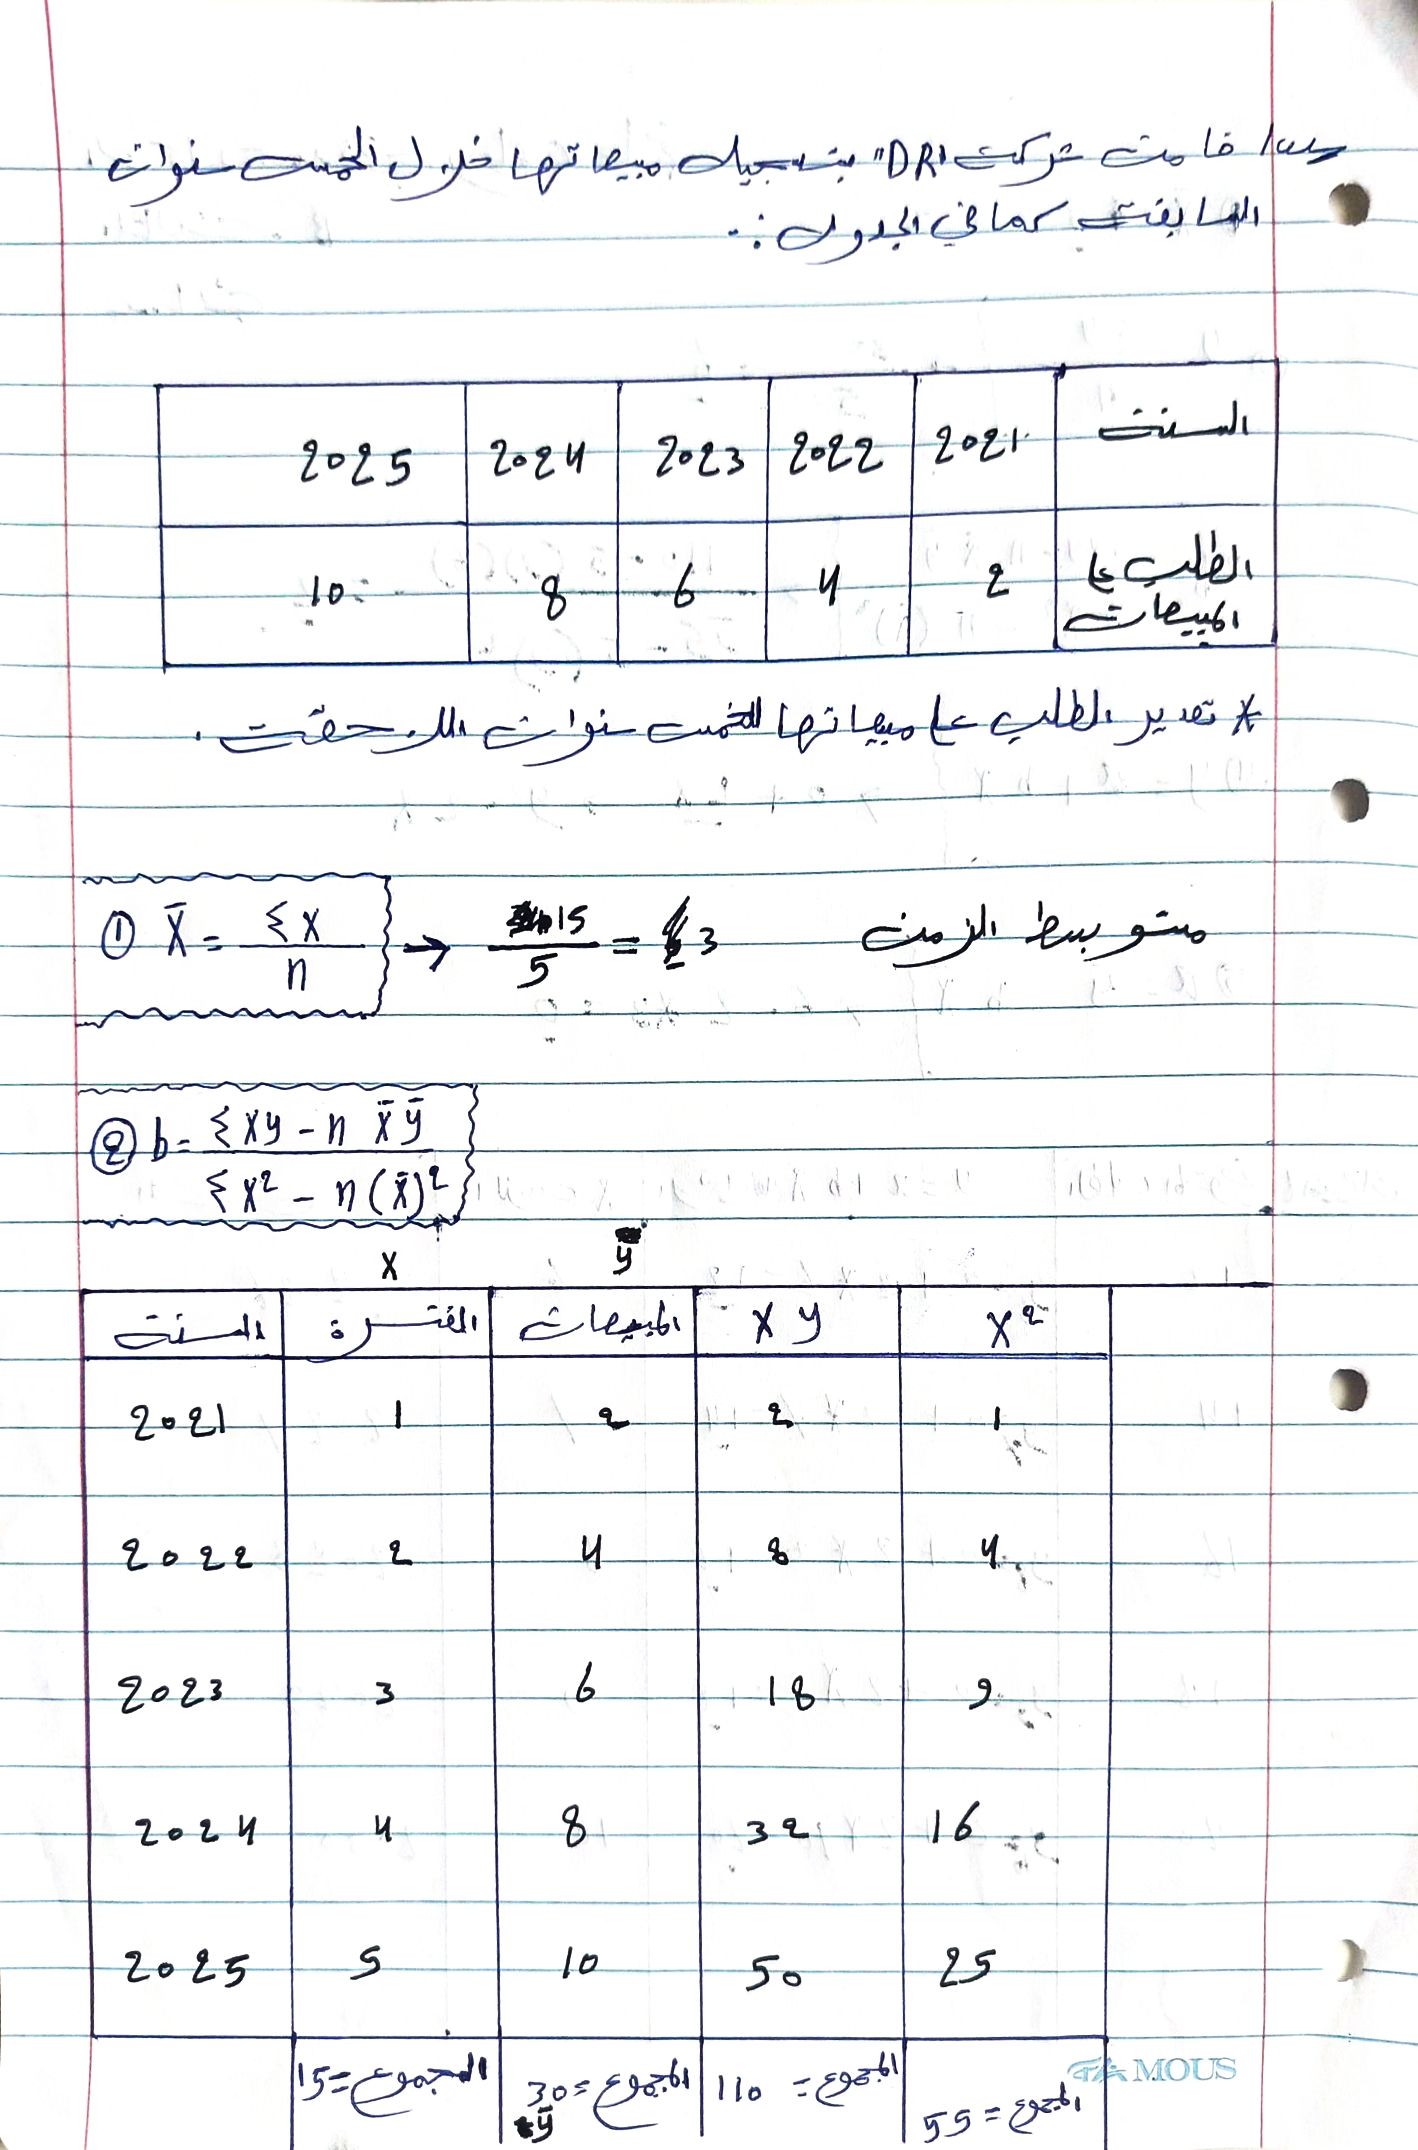 س١/ قامت شركة "DRI" بتسجيل مبيعاتها خلال الخمسة سنوات
السابقة كما في الجدول :-
السنة 2021 2022 2023 2024 2025
الطلب على المبيعات 2 4 6 8 10
* تقدير الطلب على مبيعاتها للخمسة سنوات اللاحقة .
① X̄ = ΣX / n → 15 / 5 = 3 متوسط الزمن
② b = Σxy - n x̄ȳ / Σx² - n(x̄)²
X y
السنة الفترة المبيعات X y X²
2021 1 2 2 1
2022 2 4 8 4
2023 3 6 18 9
2024 4 8 32 16
2025 5 10 50 25
المجموع = 15 المجموع = 30 المجموع = 110 المجموع = 55
ȳ
FAMOUS